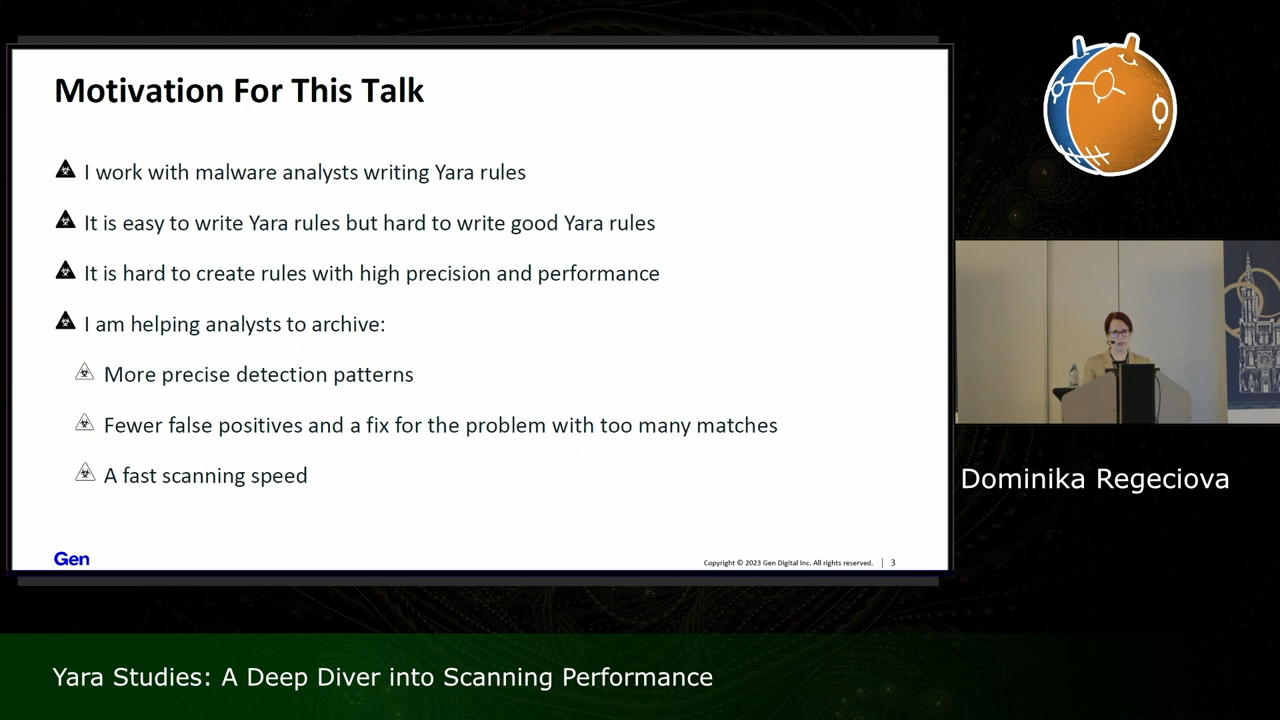 Motivation For This Talk
I work with malware analysts writing Yara rules
It is easy to write Yara rules but hard to write good Yara rules
It is hard to create rules with high precision and performance
I am helping analysts to archive:
More precise detection patterns
Fewer false positives and a fix for the problem with too many matches
A fast scanning speed
Gen
Copyright © 2023 Gen Digital Inc. All rights reserved. | 3
Dominika Regeciova
Yara Studies: A Deep Diver into Scanning Performance